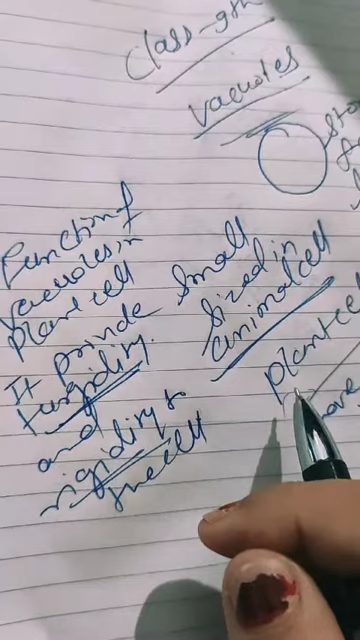 Class-9th
vacuoles
Function of
vacuoles in
plant cell
It provide
turgidity
and
rigidity to
the cell
Small
Sized in
animal cell
plant cell